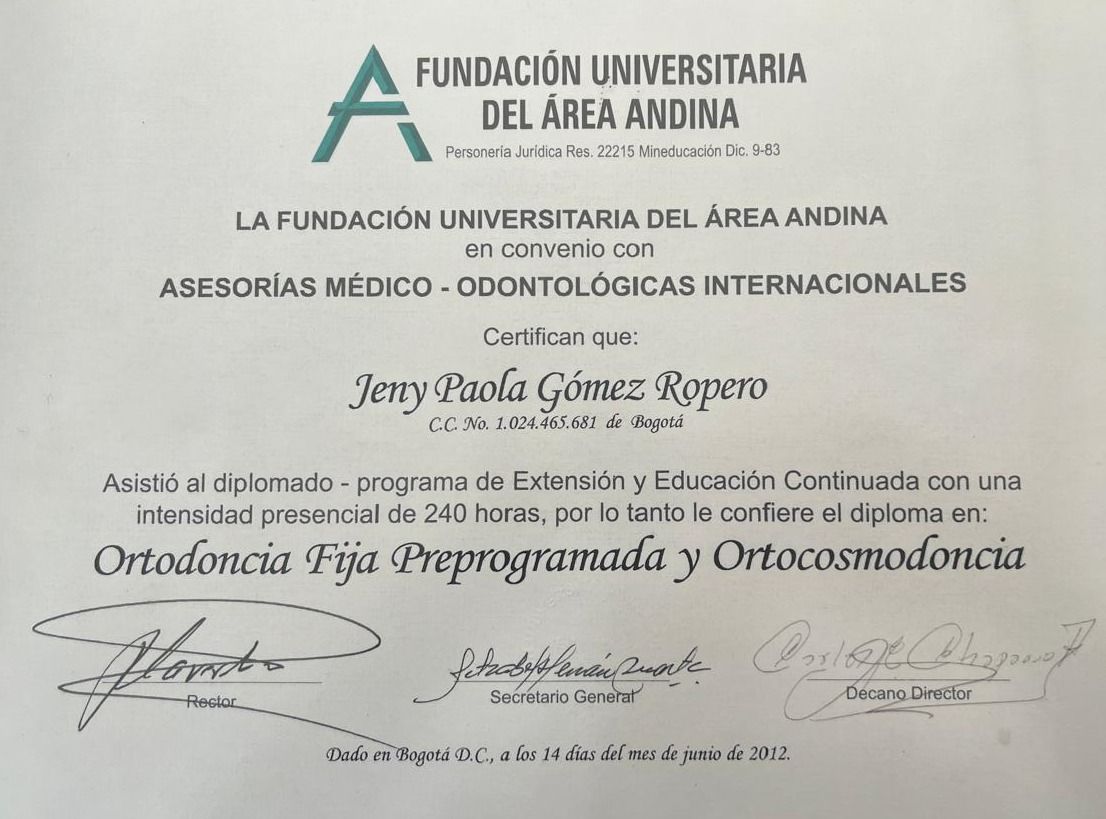 FUNDACIÓN UNIVERSITARIA
DEL ÁREA ANDINA
Personería Jurídica Res. 22215 Mineducación Dic. 9-83
LA FUNDACIÓN UNIVERSITARIA DEL ÁREA ANDINA
en convenio con
ASESORÍAS MÉDICO - ODONTOLÓGICAS INTERNACIONALES
Certifican que:
Jeny Paola Gómez Ropero
C.C. No. 1.024.465.681 de Bogotá
Asistió al diplomado - programa de Extensión y Educación Continuada con una
intensidad presencial de 240 horas, por lo tanto le confiere el diploma en:
Ortodoncia Fija Preprogramada y Ortocosmodoncia
Rector
Secretario General
Decano Director
Dado en Bogotá D.C., a los 14 días del mes de junio de 2012.